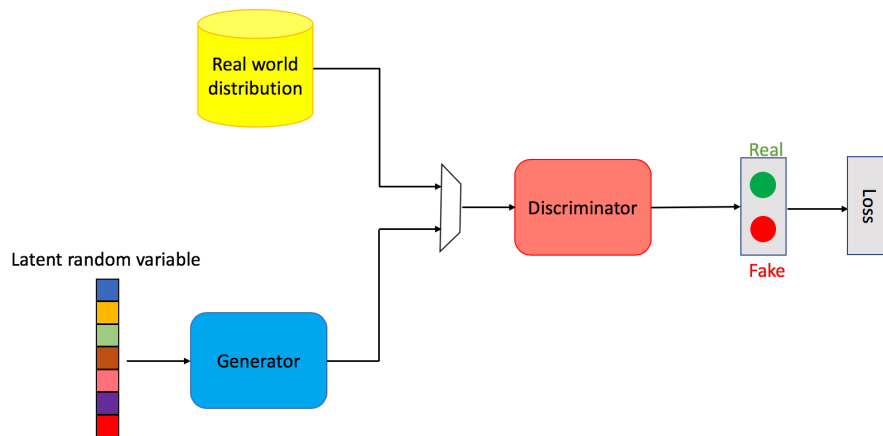 Real world
distribution
Real
Discriminator
Loss
Fake
Latent random variable
Generator